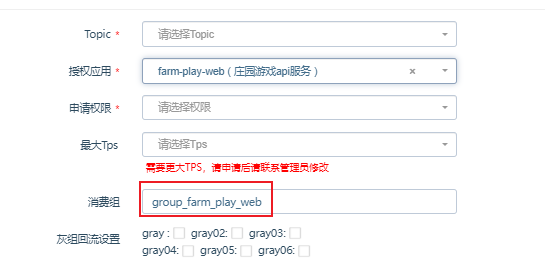 Topic * 请选择Topic
授权应用 * farm-play-web ( 庄园游戏api服务 ) ×
申请权限 * 请选择权限
最大Tps 请选择Tps
需要更大TPS，请申请后请联系管理员修改
消费组 group_farm_play_web
灰组回流设置 gray : gray02: gray03:
gray04: gray05: gray06: